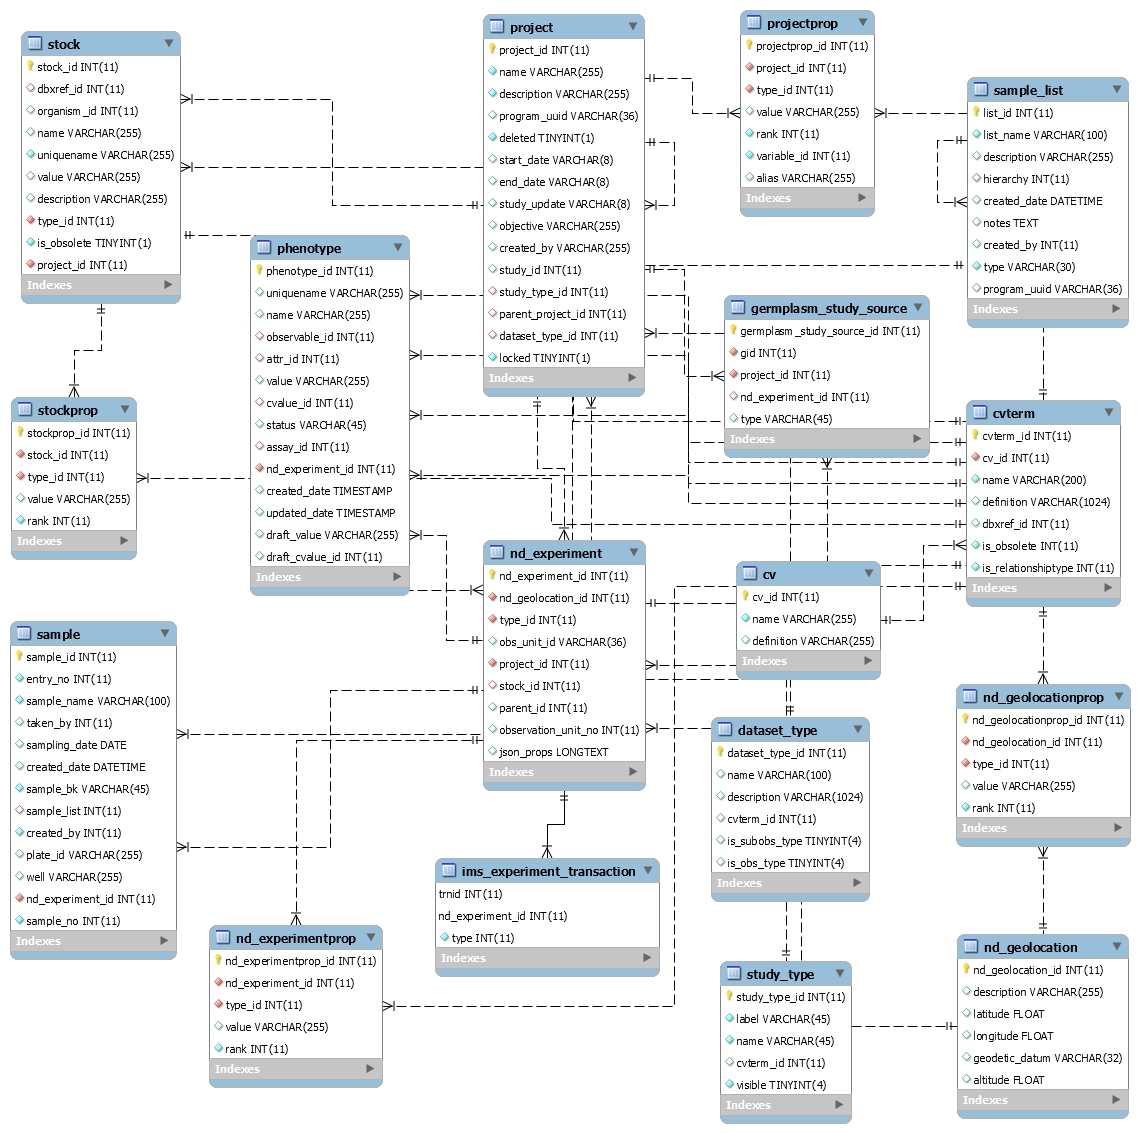 stock
stock_id INT(11)
dbxref_id INT(11)
organism_id INT(11)
name VARCHAR(255)
uniquename VARCHAR(255)
value VARCHAR(255)
description VARCHAR(255)
type_id INT(11)
is_obsolete TINYINT(1)
project_id INT(11)
Indexes
project
project_id INT(11)
name VARCHAR(255)
description VARCHAR(255)
program_uuid VARCHAR(36)
deleted TINYINT(1)
start_date VARCHAR(8)
end_date VARCHAR(8)
study_update VARCHAR(8)
objective VARCHAR(255)
created_by VARCHAR(255)
study_id INT(11)
study_type_id INT(11)
parent_project_id INT(11)
dataset_type_id INT(11)
locked TINYINT(1)
Indexes
projectprop
projectprop_id INT(11)
project_id INT(11)
type_id INT(11)
value VARCHAR(255)
rank INT(11)
variable_id INT(11)
alias VARCHAR(255)
Indexes
sample_list
list_id INT(11)
list_name VARCHAR(100)
description VARCHAR(255)
hierarchy INT(11)
created_date DATETIME
notes TEXT
created_by INT(11)
type VARCHAR(30)
program_uuid VARCHAR(36)
Indexes
phenotype
phenotype_id INT(11)
uniquename VARCHAR(255)
name VARCHAR(255)
observable_id INT(11)
attr_id INT(11)
value VARCHAR(255)
cvalue_id INT(11)
status VARCHAR(45)
assay_id INT(11)
nd_experiment_id INT(11)
created_date TIMESTAMP
updated_date TIMESTAMP
draft_value VARCHAR(255)
draft_cvalue_id INT(11)
Indexes
germplasm_study_source
germplasm_study_source_id INT(11)
gid INT(11)
project_id INT(11)
nd_experiment_id INT(11)
type VARCHAR(45)
Indexes
stockprop
stockprop_id INT(11)
stock_id INT(11)
type_id INT(11)
value VARCHAR(255)
rank INT(11)
Indexes
cvterm
cvterm_id INT(11)
cv_id INT(11)
name VARCHAR(200)
definition VARCHAR(1024)
dbxref_id INT(11)
is_obsolete INT(11)
is_relationshiptype INT(11)
Indexes
nd_experiment
nd_experiment_id INT(11)
nd_geolocation_id INT(11)
type_id INT(11)
obs_unit_id VARCHAR(36)
project_id INT(11)
stock_id INT(11)
parent_id INT(11)
observation_unit_no INT(11)
json_props LONGTEXT
Indexes
cv
cv_id INT(11)
name VARCHAR(255)
definition VARCHAR(255)
Indexes
sample
sample_id INT(11)
entry_no INT(11)
sample_name VARCHAR(100)
taken_by INT(11)
sampling_date DATE
created_date DATETIME
sample_bk VARCHAR(45)
sample_list INT(11)
created_by INT(11)
plate_id VARCHAR(255)
well VARCHAR(255)
nd_experiment_id INT(11)
sample_no INT(11)
Indexes
nd_geolocationprop
nd_geolocationprop_id INT(11)
nd_geolocation_id INT(11)
type_id INT(11)
value VARCHAR(255)
rank INT(11)
Indexes
dataset_type
dataset_type_id INT(11)
name VARCHAR(100)
description VARCHAR(1024)
cvterm_id INT(11)
is_subobs_type TINYINT(4)
is_obs_type TINYINT(4)
Indexes
ims_experiment_transaction
trnid INT(11)
nd_experiment_id INT(11)
type INT(11)
Indexes
nd_experimentprop
nd_experimentprop_id INT(11)
nd_experiment_id INT(11)
type_id INT(11)
value VARCHAR(255)
rank INT(11)
Indexes
nd_geolocation
nd_geolocation_id INT(11)
description VARCHAR(255)
latitude FLOAT
longitude FLOAT
geodetic_datum VARCHAR(32)
altitude FLOAT
Indexes
study_type
study_type_id INT(11)
label VARCHAR(45)
name VARCHAR(45)
cvterm_id INT(11)
visible TINYINT(4)
Indexes